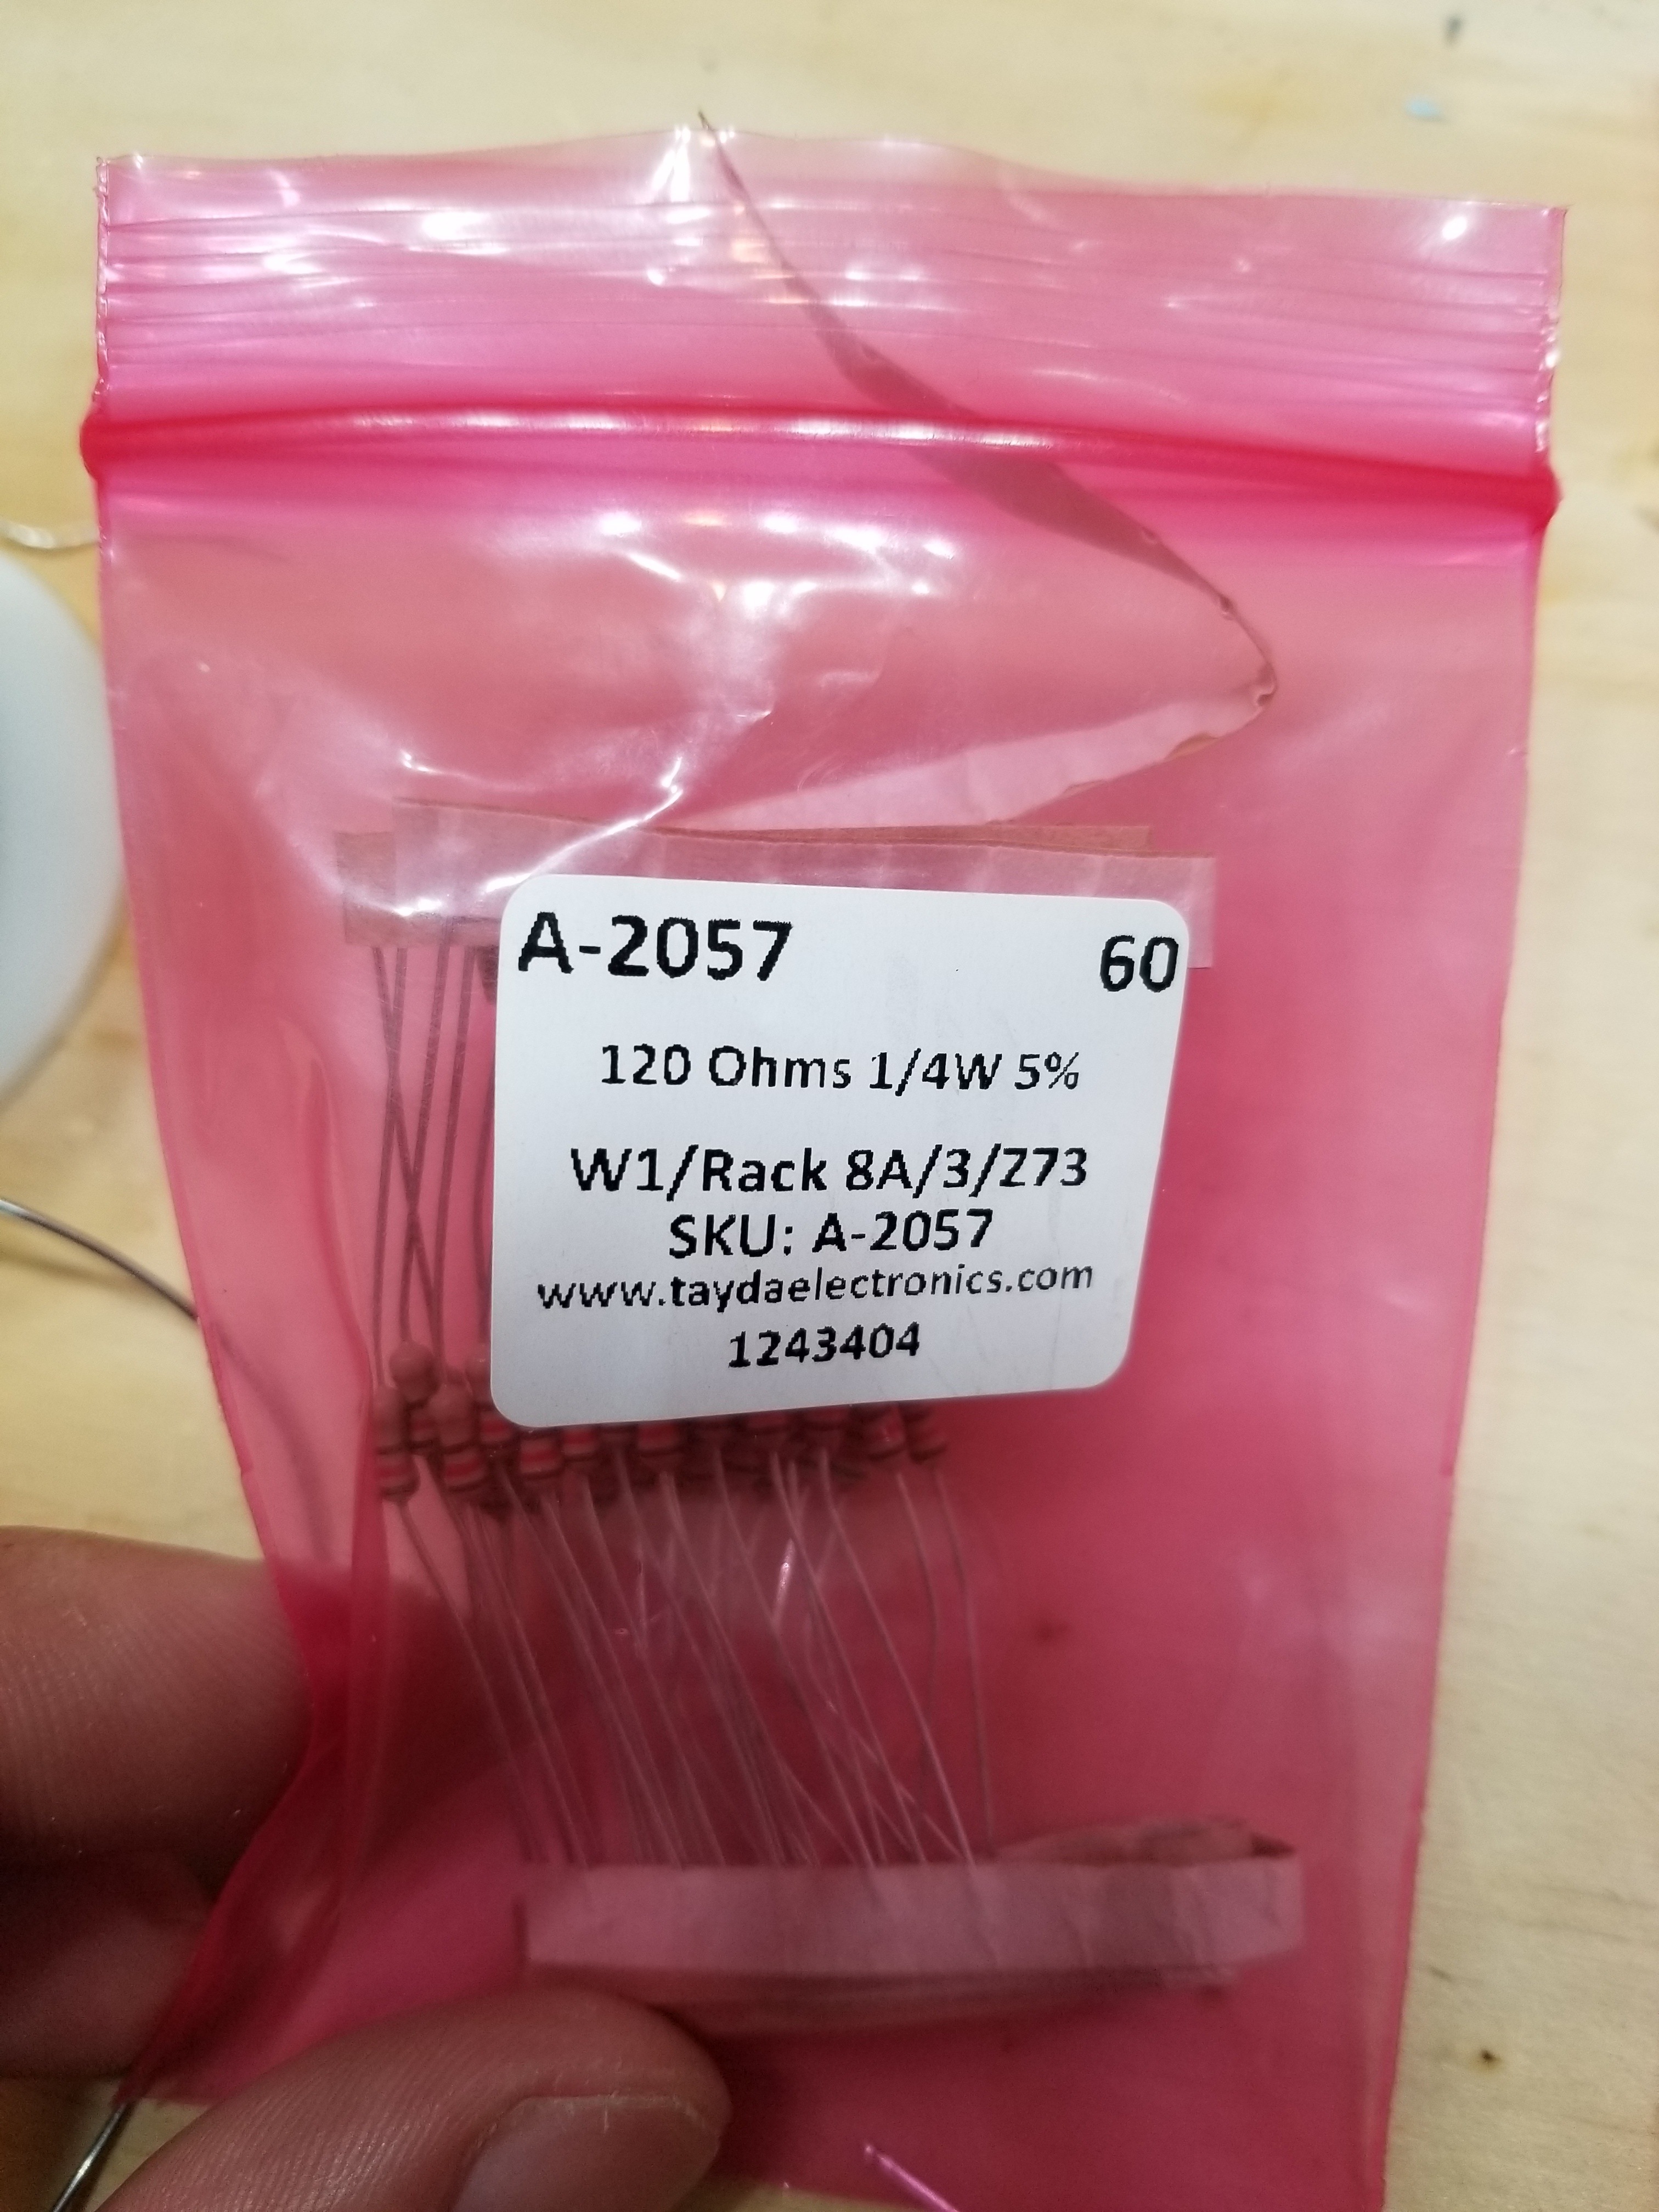 A-2057 60
120 Ohms 1/4W 5%
W1/Rack 8A/3/Z73
SKU: A-2057
www.taydaelectronics.com
1243404